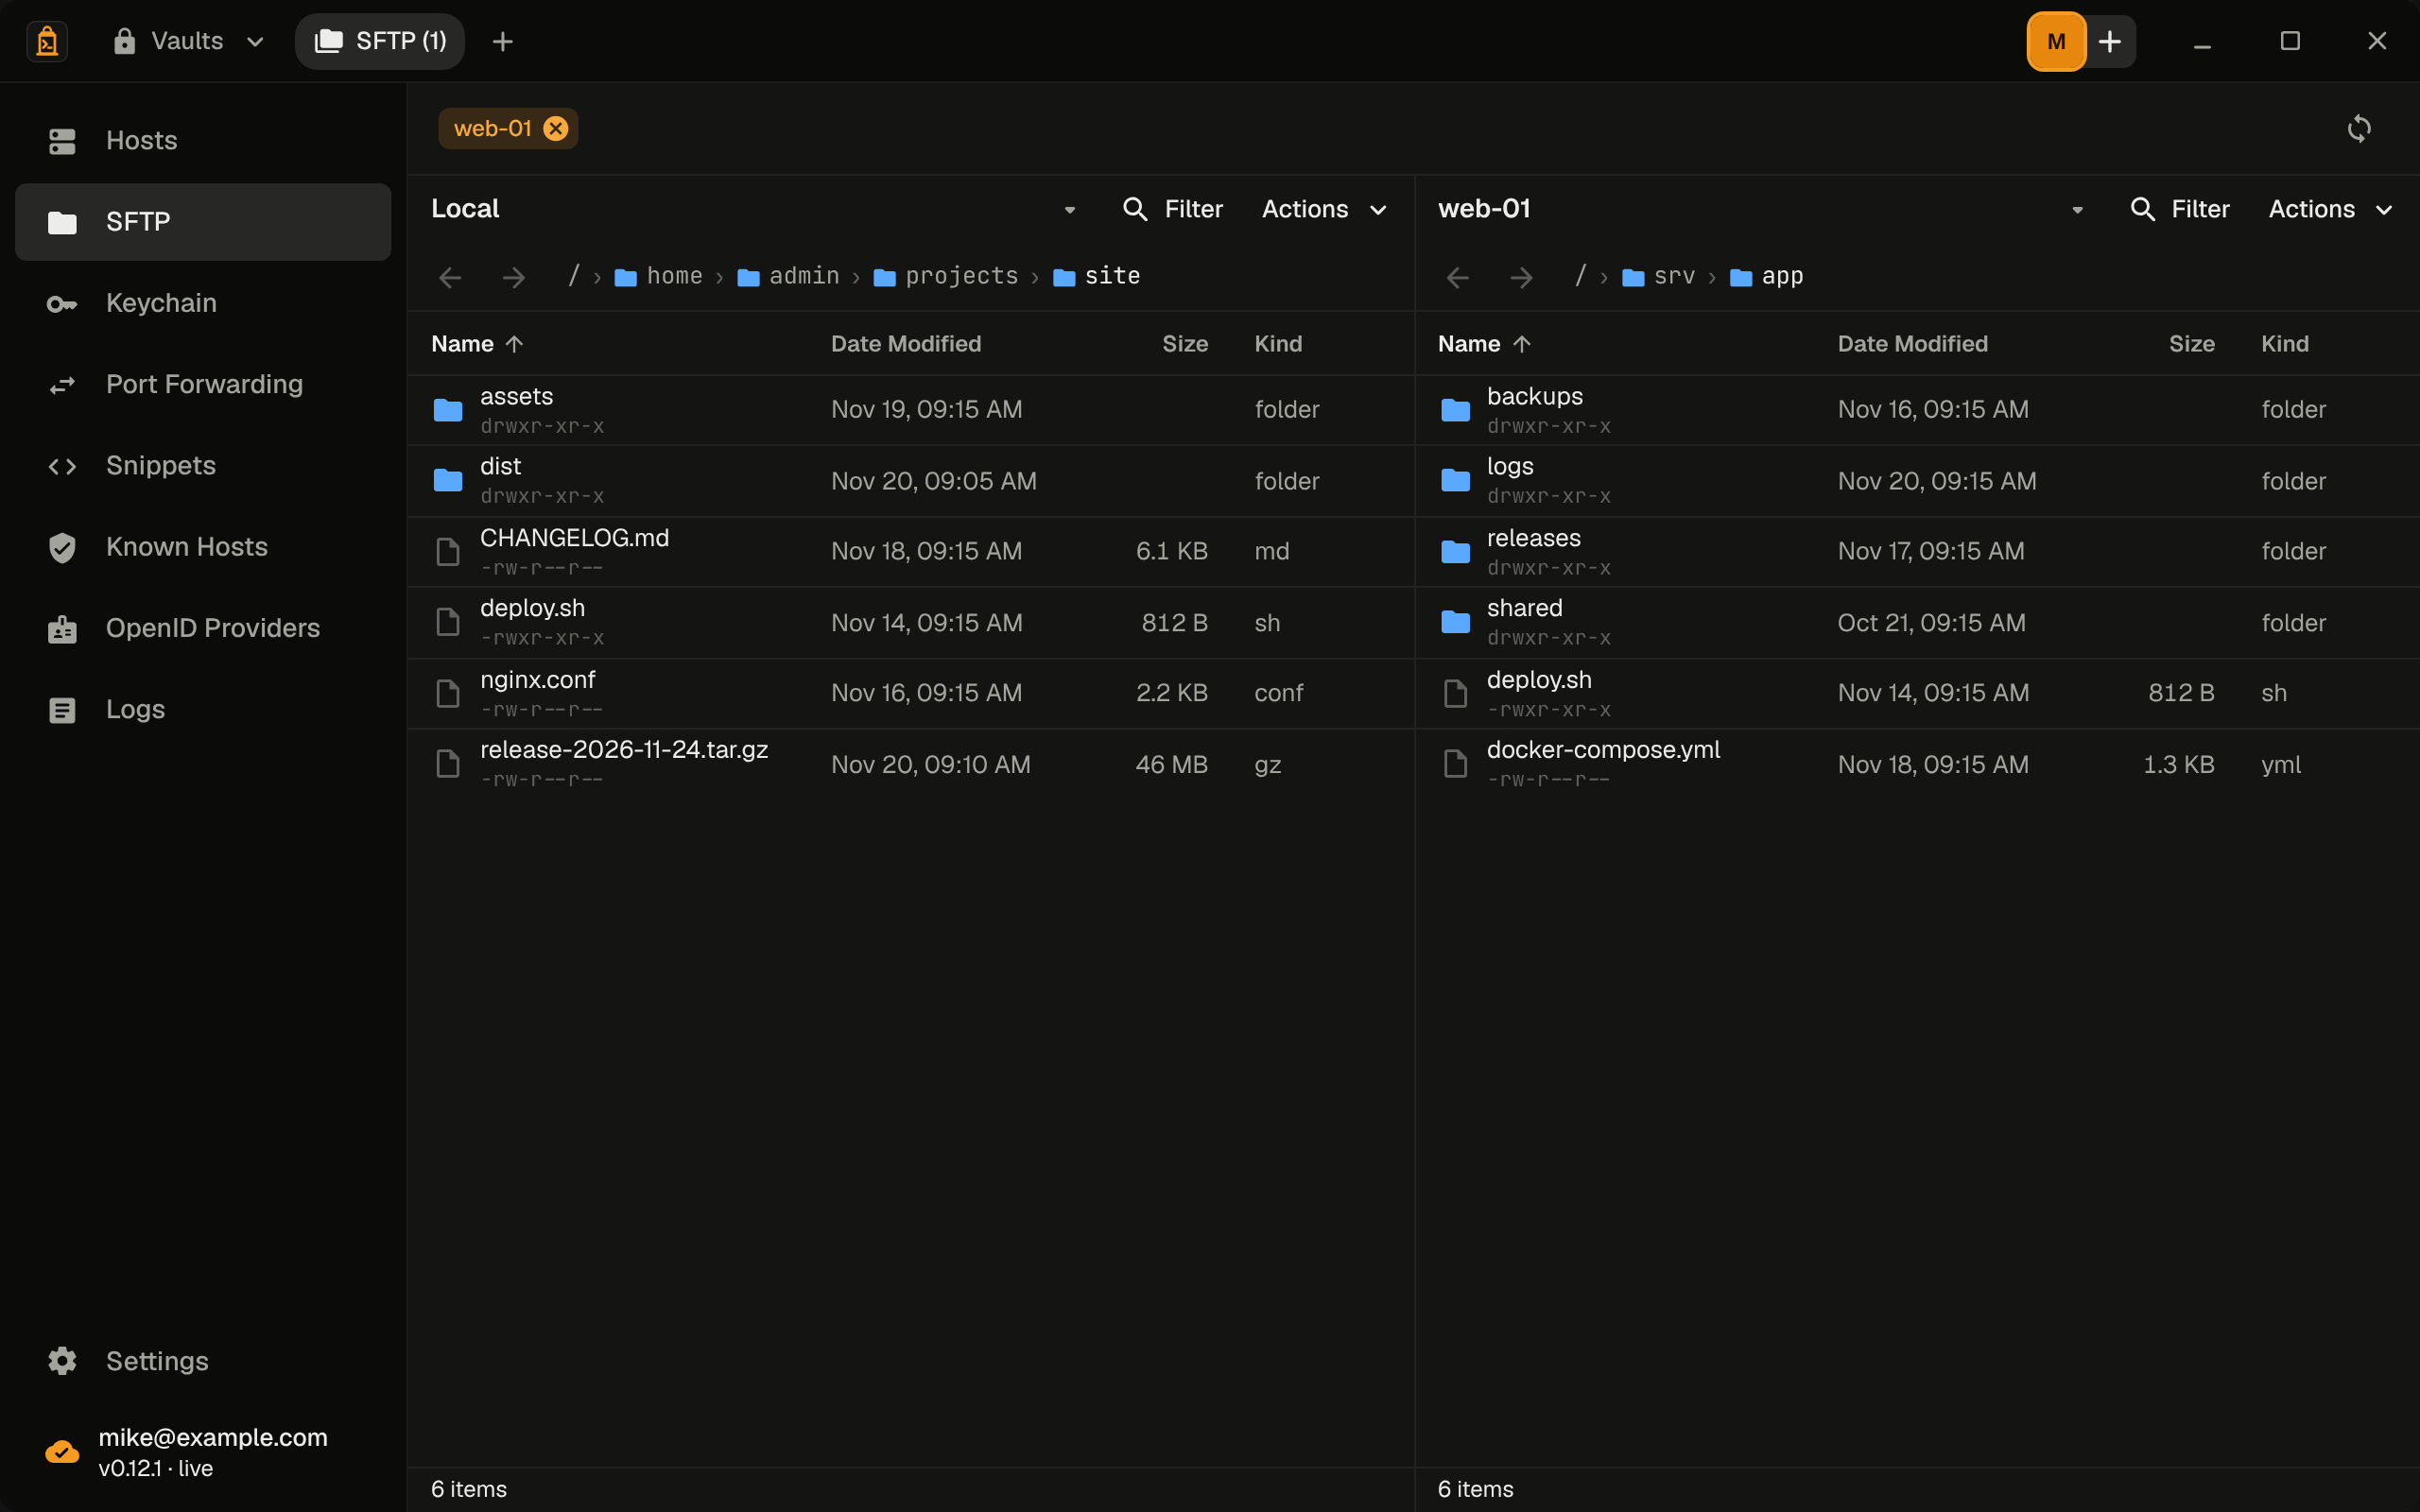 Vaults
SFTP (1)
M
Hosts
SFTP
Keychain
Port Forwarding
Snippets
Known Hosts
OpenID Providers
Logs
Settings
mike@example.com
v0.12.1 · live
web-01
Local
Filter
Actions
/ › home › admin › projects › site
Name Date Modified Size Kind
assets
drwxr-xr-x
Nov 19, 09:15 AM folder
dist
drwxr-xr-x
Nov 20, 09:05 AM folder
CHANGELOG.md
-rw-r--r--
Nov 18, 09:15 AM 6.1 KB md
deploy.sh
-rwxr-xr-x
Nov 14, 09:15 AM 812 B sh
nginx.conf
-rw-r--r--
Nov 16, 09:15 AM 2.2 KB conf
release-2026-11-24.tar.gz
-rw-r--r--
Nov 20, 09:10 AM 46 MB gz
6 items
web-01
Filter
Actions
/ › srv › app
Name Date Modified Size Kind
backups
drwxr-xr-x
Nov 16, 09:15 AM folder
logs
drwxr-xr-x
Nov 20, 09:15 AM folder
releases
drwxr-xr-x
Nov 17, 09:15 AM folder
shared
drwxr-xr-x
Oct 21, 09:15 AM folder
deploy.sh
-rwxr-xr-x
Nov 14, 09:15 AM 812 B sh
docker-compose.yml
-rw-r--r--
Nov 18, 09:15 AM 1.3 KB yml
6 items